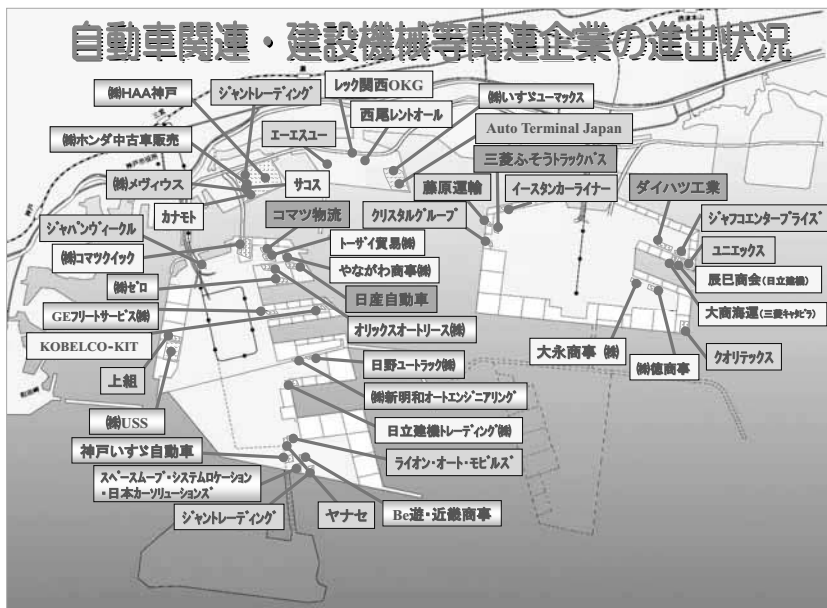 自動車関連・建設機械等関連企業の進出状況
㈱HAA神戸
ジャントレーディング
レック関西OKG
㈱いすゞユーマックス
西尾レントオール
㈱ホンダ中古車販売
エーエスユー
Auto Terminal Japan
三菱ふそうトラックバス
㈱メヴィウス
サコス
藤原運輸
イースタンカーライナー
ダイハツ工業
カナモト
コマツ物流
クリスタルグループ
ジャフコエンタープライズ
ジャパンヴィークル
トーザイ貿易㈱
ユニエックス
㈱コマツクイック
やながわ商事㈱
辰巳商会(日立建機)
㈱ゼロ
日産自動車
大商海運(三菱キャタピラ)
GEフリートサービス㈱
オリックスオートリース㈱
KOBELCO-KIT
大永商事 ㈱
クオリテックス
上組
日野ユートラック㈱
㈱徳商事
㈱新明和オートエンジニアリング
㈱USS
日立建機トレーディング㈱
神戸いすゞ自動車
ライオン・オート・モビルズ
スペースムーブ・システムロケーション
・日本カーソリューションズ
ジャントレーディング
ヤナセ
Be遊・近畿商事